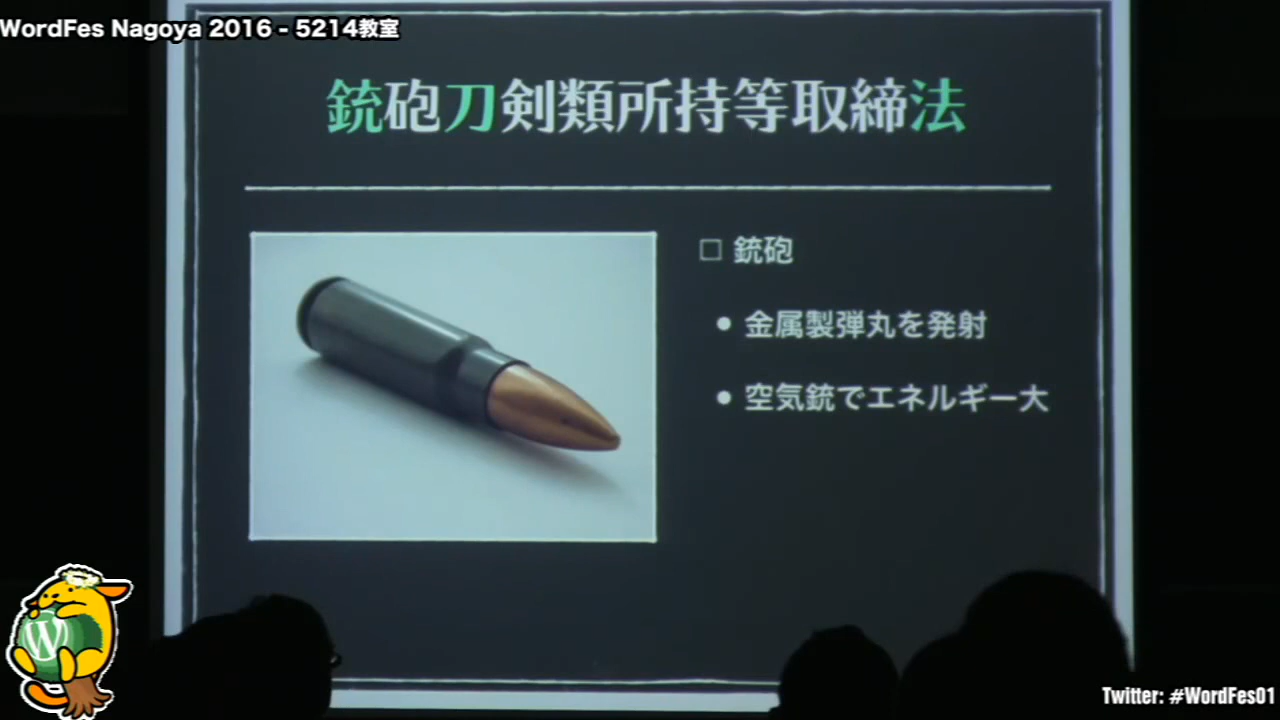 WordFes Nagoya 2016 - 5214教室
銃砲刀剣類所持等取締法
□ 銃砲
• 金属製弾丸を発射
• 空気銃でエネルギー大
W
Twitter: #WordFes01